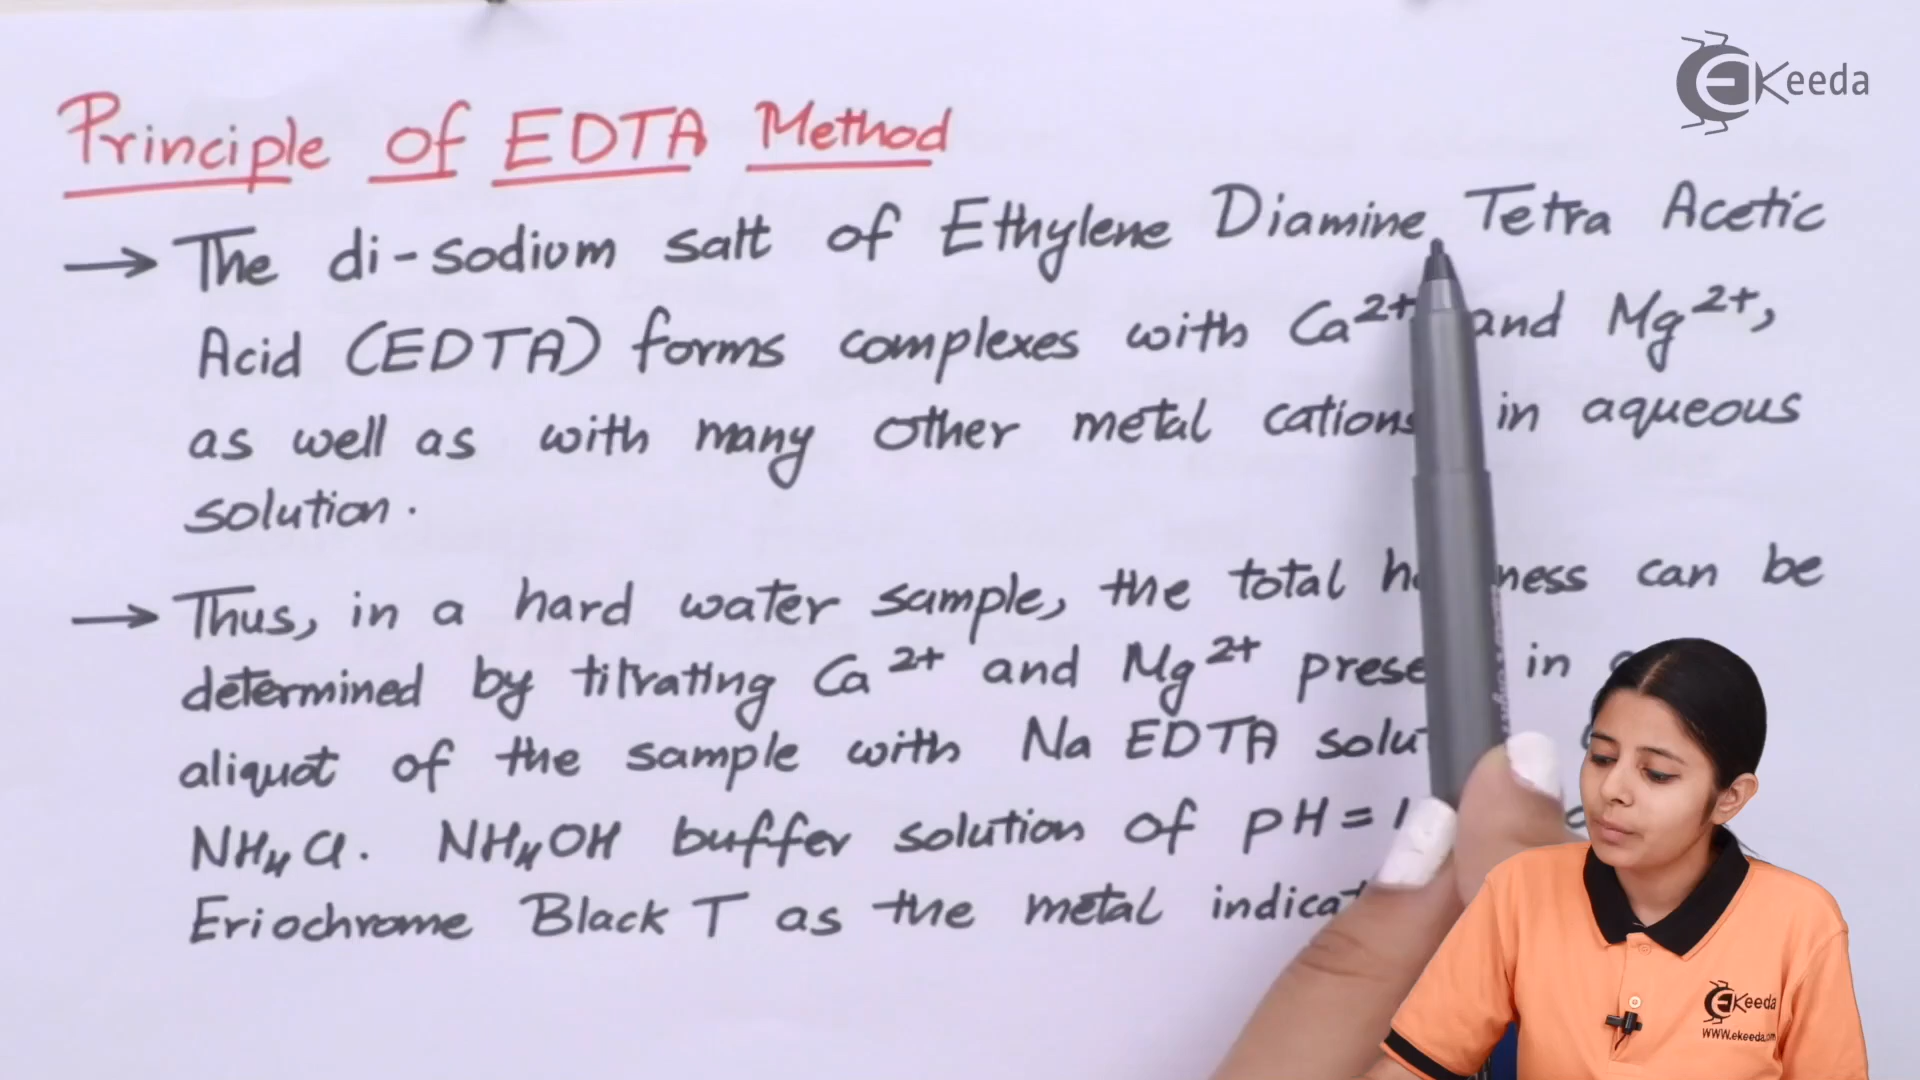 Principle of EDTA Method
EKeeda
→ The di-sodium salt of Ethylene Diamine Tetra Acetic
Acid (EDTA) forms complexes with Ca²⁺ and Mg²⁺,
as well as with many other metal cations in aqueous
solution.
→ Thus, in a hard water sample, the total can be
determined by titrating Ca²⁺ and Mg²⁺ in
aliquot of the sample with Na EDTA
NH₄Cl. NH₄OH buffer solution of pH =
Eriochrome Black T as the metal
EKeeda
www.ekeeda.com